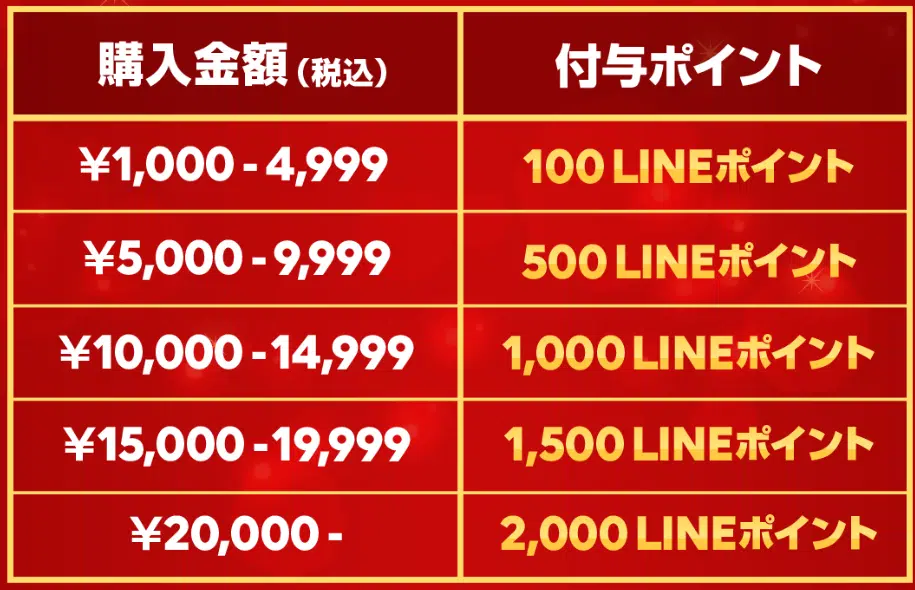 購入金額（税込） 付与ポイント
¥1,000 - 4,999 100 LINEポイント
¥5,000 - 9,999 500 LINEポイント
¥10,000 - 14,999 1,000 LINEポイント
¥15,000 - 19,999 1,500 LINEポイント
¥20,000 - 2,000 LINEポイント